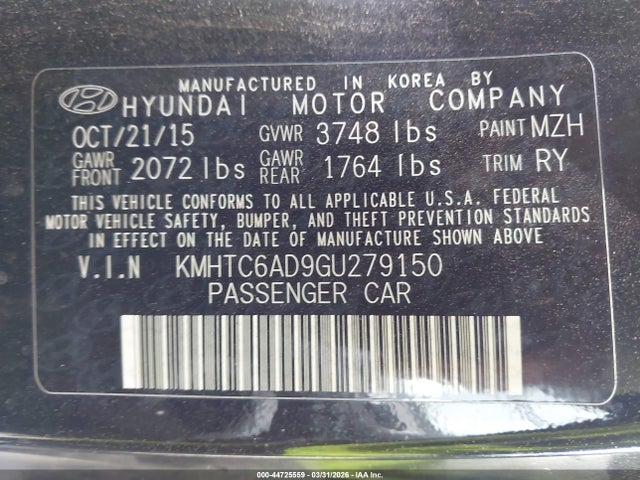 MANUFACTURED IN KOREA BY
HYUNDAI MOTOR COMPANY
OCT/21/15 GVWR 3748 lbs PAINT MZH
GAWR FRONT 2072 lbs GAWR REAR 1764 lbs TRIM RY
THIS VEHICLE CONFORMS TO ALL APPLICABLE U.S.A. FEDERAL
MOTOR VEHICLE SAFETY, BUMPER, AND THEFT PREVENTION STANDARDS
IN EFFECT ON THE DATE OF MANUFACTURE SHOWN ABOVE.
V.I.N KMHTC6AD9GU279150
PASSENGER CAR
000-44725559 | 03/31/2026 - IAA Inc.